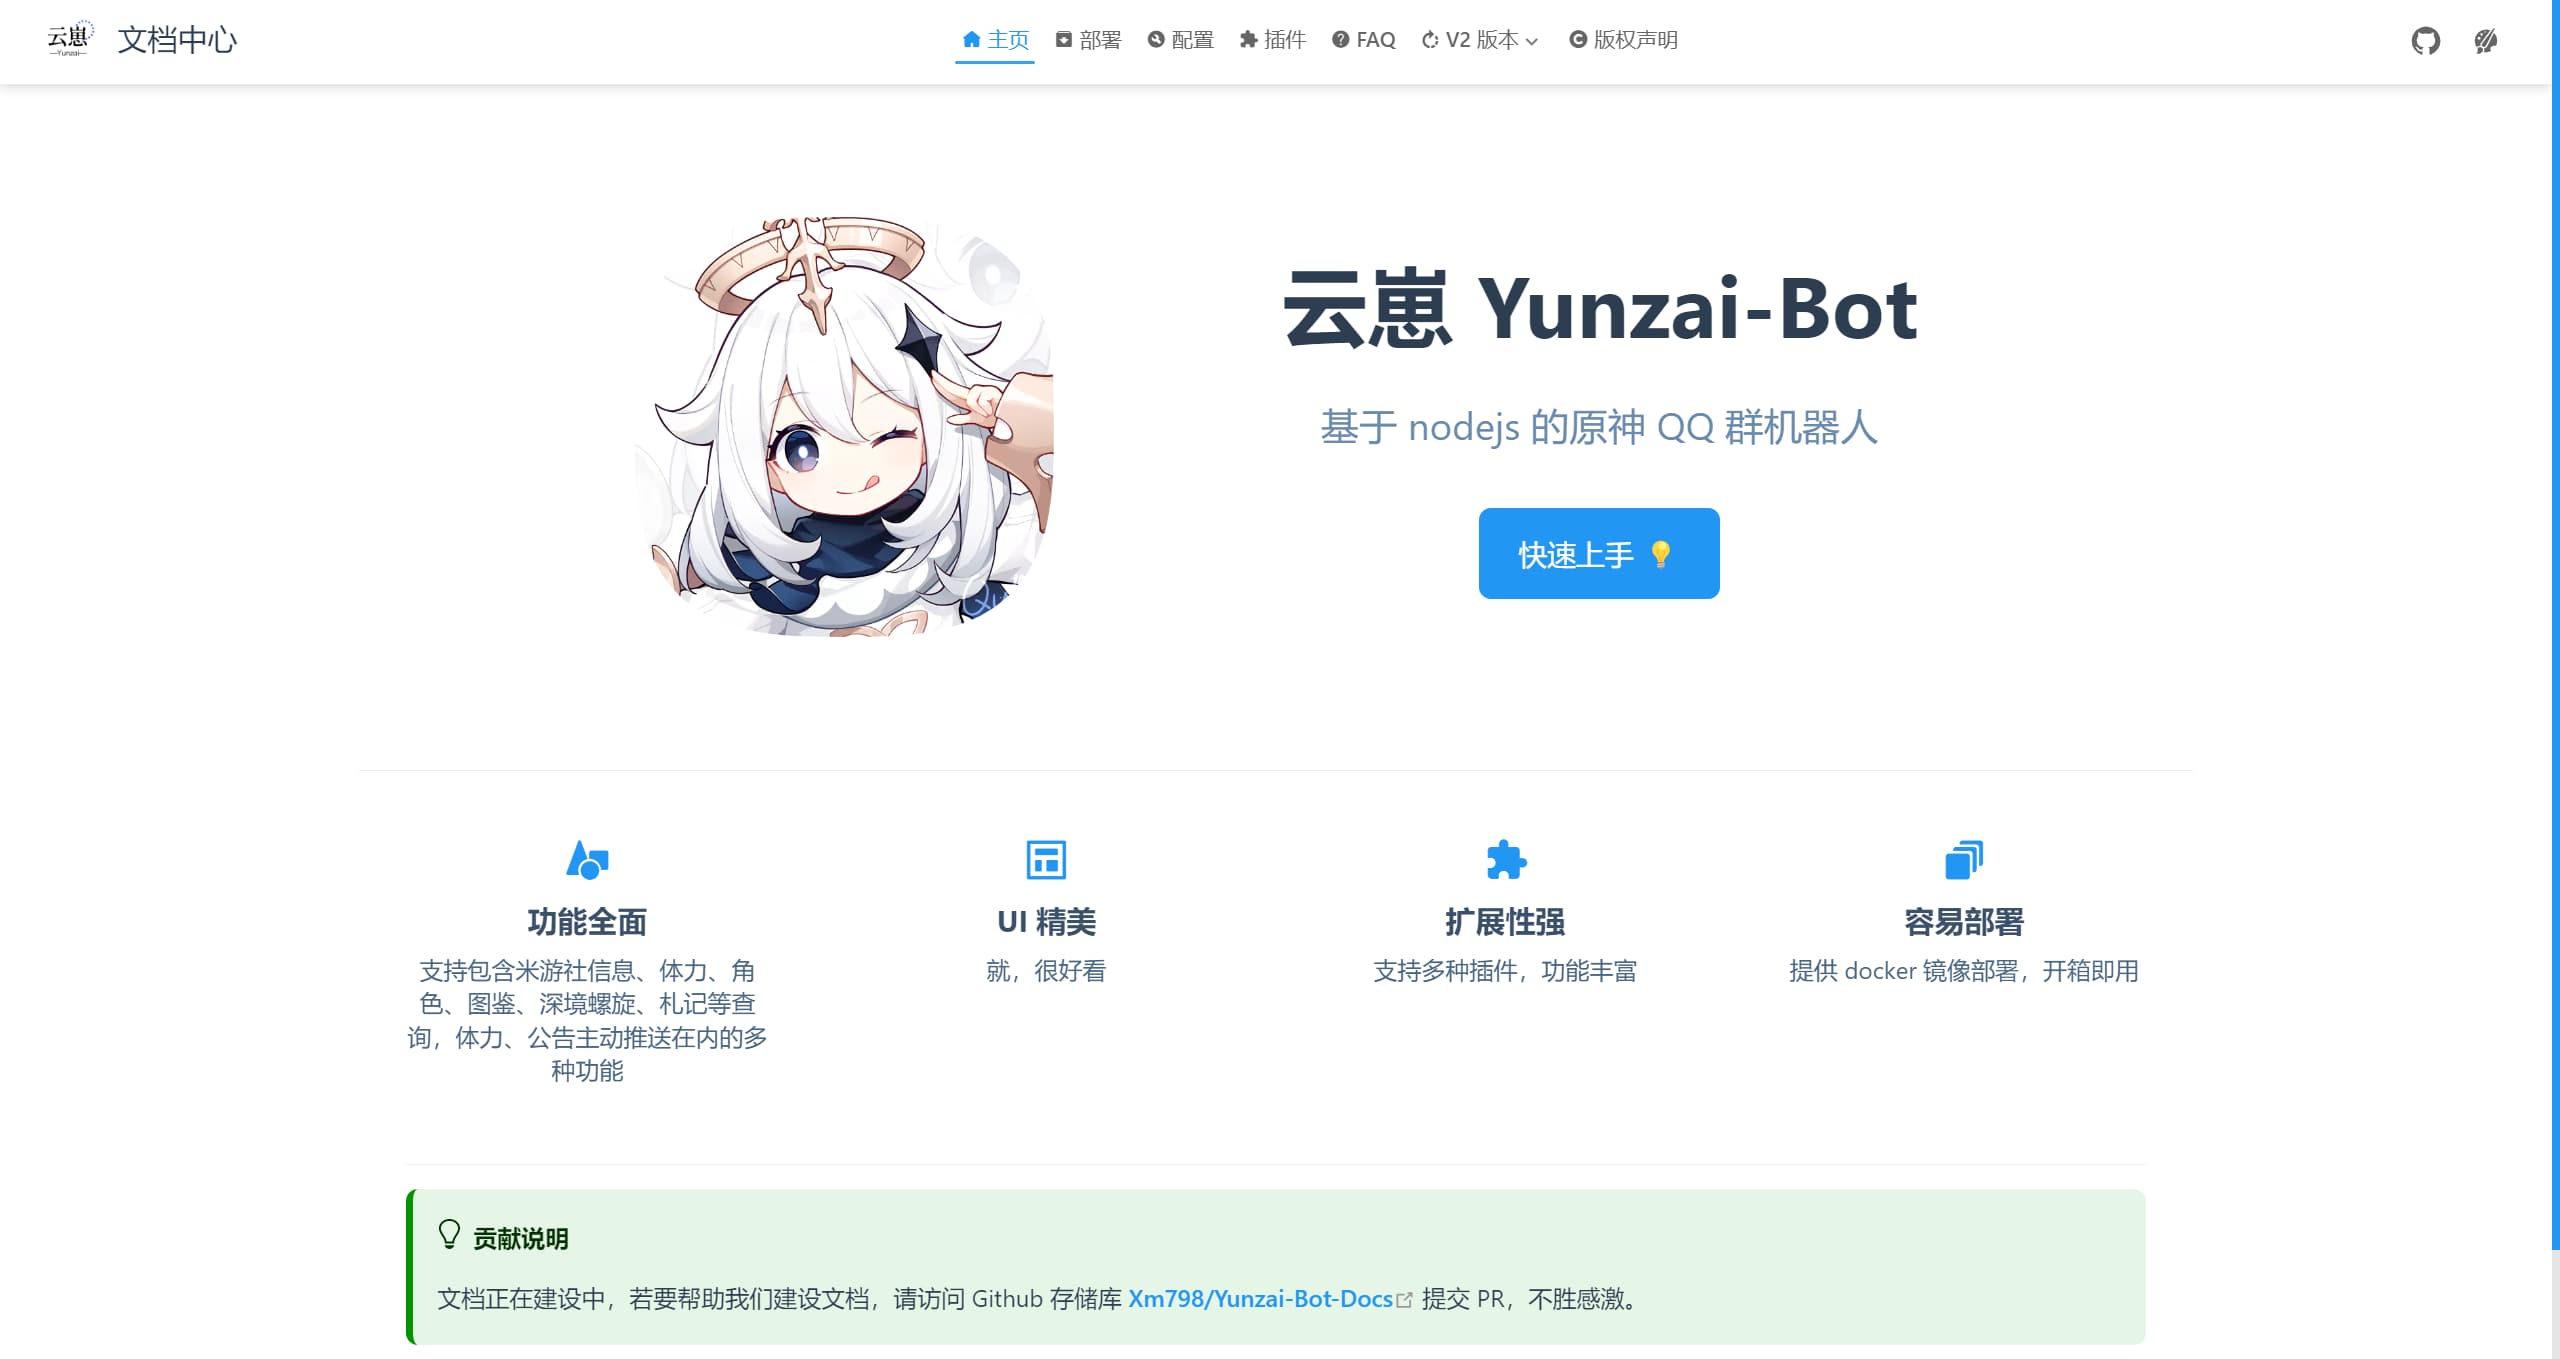 云崽
Yunzai
文档中心
主页 部署 配置 插件 FAQ V2 版本 版权声明
云崽 Yunzai-Bot
基于 nodejs 的原神 QQ 群机器人
快速上手 💡
功能全面
支持包含米游社信息、体力、角
色、图鉴、深境螺旋、札记等查
询，体力、公告主动推送在内的多
种功能
UI 精美
就，很好看
扩展性强
支持多种插件，功能丰富
容易部署
提供 docker 镜像部署，开箱即用
贡献说明
文档正在建设中，若要帮助我们建设文档，请访问 Github 存储库 Xm798/Yunzai-Bot-Docs 提交 PR，不胜感激。